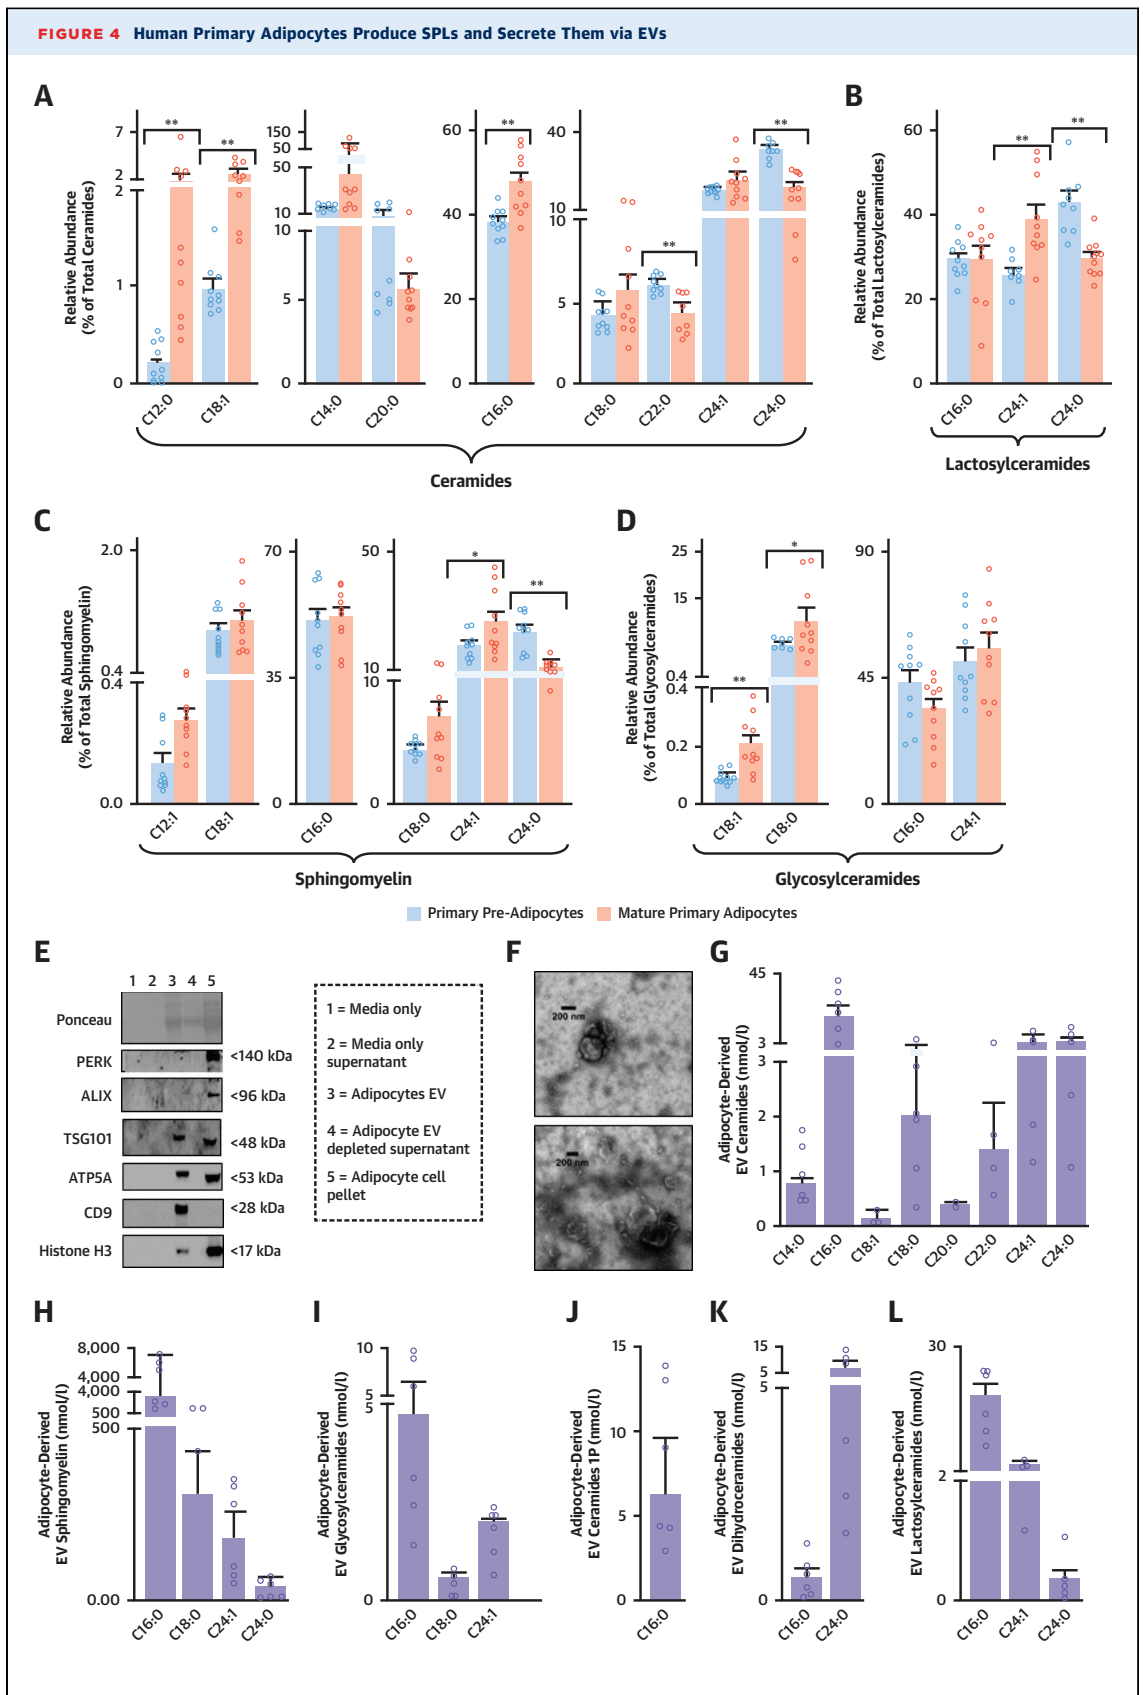 FIGURE 4 Human Primary Adipocytes Produce SPLs and Secrete Them via EVs
A
Relative Abundance
(% of Total Ceramides)
7
2
2
1
0
**
**
C12:0
C18:1
150
50
50
10
10
5
0
C14:0
C20:0
60
40
20
0
**
C16:0
40
10
10
5
0
**
**
C18:0
C22:0
C24:1
C24:0
Ceramides
B
Relative Abundance
(% of Total Lactosylceramides)
60
40
20
0
**
**
C16:0
C24:1
C24:0
Lactosylceramides
C
Relative Abundance
(% of Total Sphingomyelin)
2.0
0.4
0.4
0.0
C12:1
C18:1
70
35
0
C16:0
50
10
10
0
*
**
C18:0
C24:1
C24:0
Sphingomyelin
D
Relative Abundance
(% of Total Glycosylceramides)
25
15
0.4
0.4
0.2
0
**
*
C18:1
C18:0
90
45
0
C16:0
C24:1
Glycosylceramides
Primary Pre-Adipocytes
Mature Primary Adipocytes
E
1 2 3 4 5
Ponceau
PERK <140 kDa
ALIX <96 kDa
TSG101 <48 kDa
ATP5A <53 kDa
CD9 <28 kDa
Histone H3 <17 kDa
1 = Media only
2 = Media only
supernatant
3 = Adipocytes EV
4 = Adipocyte EV
depleted supernatant
5 = Adipocyte cell
pellet
F
200 nm
200 nm
G
Adipocyte-Derived
EV Ceramides (nmol/l)
45
3
3
2
1
0
C14:0
C16:0
C18:1
C18:0
C20:0
C22:0
C24:1
C24:0
H
Adipocyte-Derived
EV Sphingomyelin (nmol/l)
8,000
4,000
4,000
500
500
0.00
C16:0
C18:0
C24:1
C24:0
I
Adipocyte-Derived
EV Glycosylceramides (nmol/l)
10
5
5
0
C16:0
C18:0
C24:1
J
Adipocyte-Derived
EV Ceramides 1P (nmol/l)
15
10
5
0
C16:0
K
Adipocyte-Derived
EV Dihydroceramides (nmol/l)
15
5
5
0
C16:0
C24:0
L
Adipocyte-Derived
EV Lactosylceramides (nmol/l)
30
2
0
C16:0
C24:1
C24:0